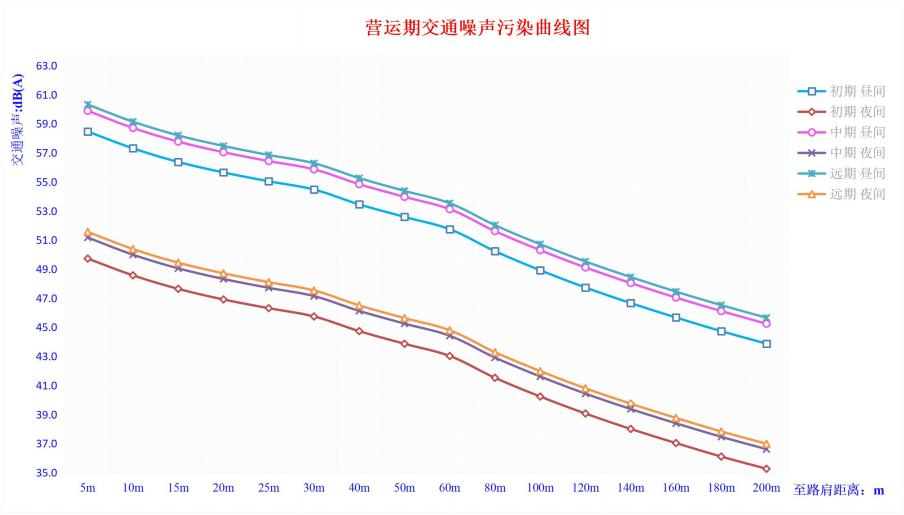 营运期交通噪声污染曲线图
交通噪声:dB(A)
63.0
61.0
59.0
57.0
55.0
53.0
51.0
49.0
47.0
45.0
43.0
41.0
39.0
37.0
35.0
5m 10m 15m 20m 25m 30m 40m 50m 60m 80m 100m 120m 140m 160m 180m 200m
至路肩距离：m
初期 昼间
初期 夜间
中期 昼间
中期 夜间
远期 昼间
远期 夜间